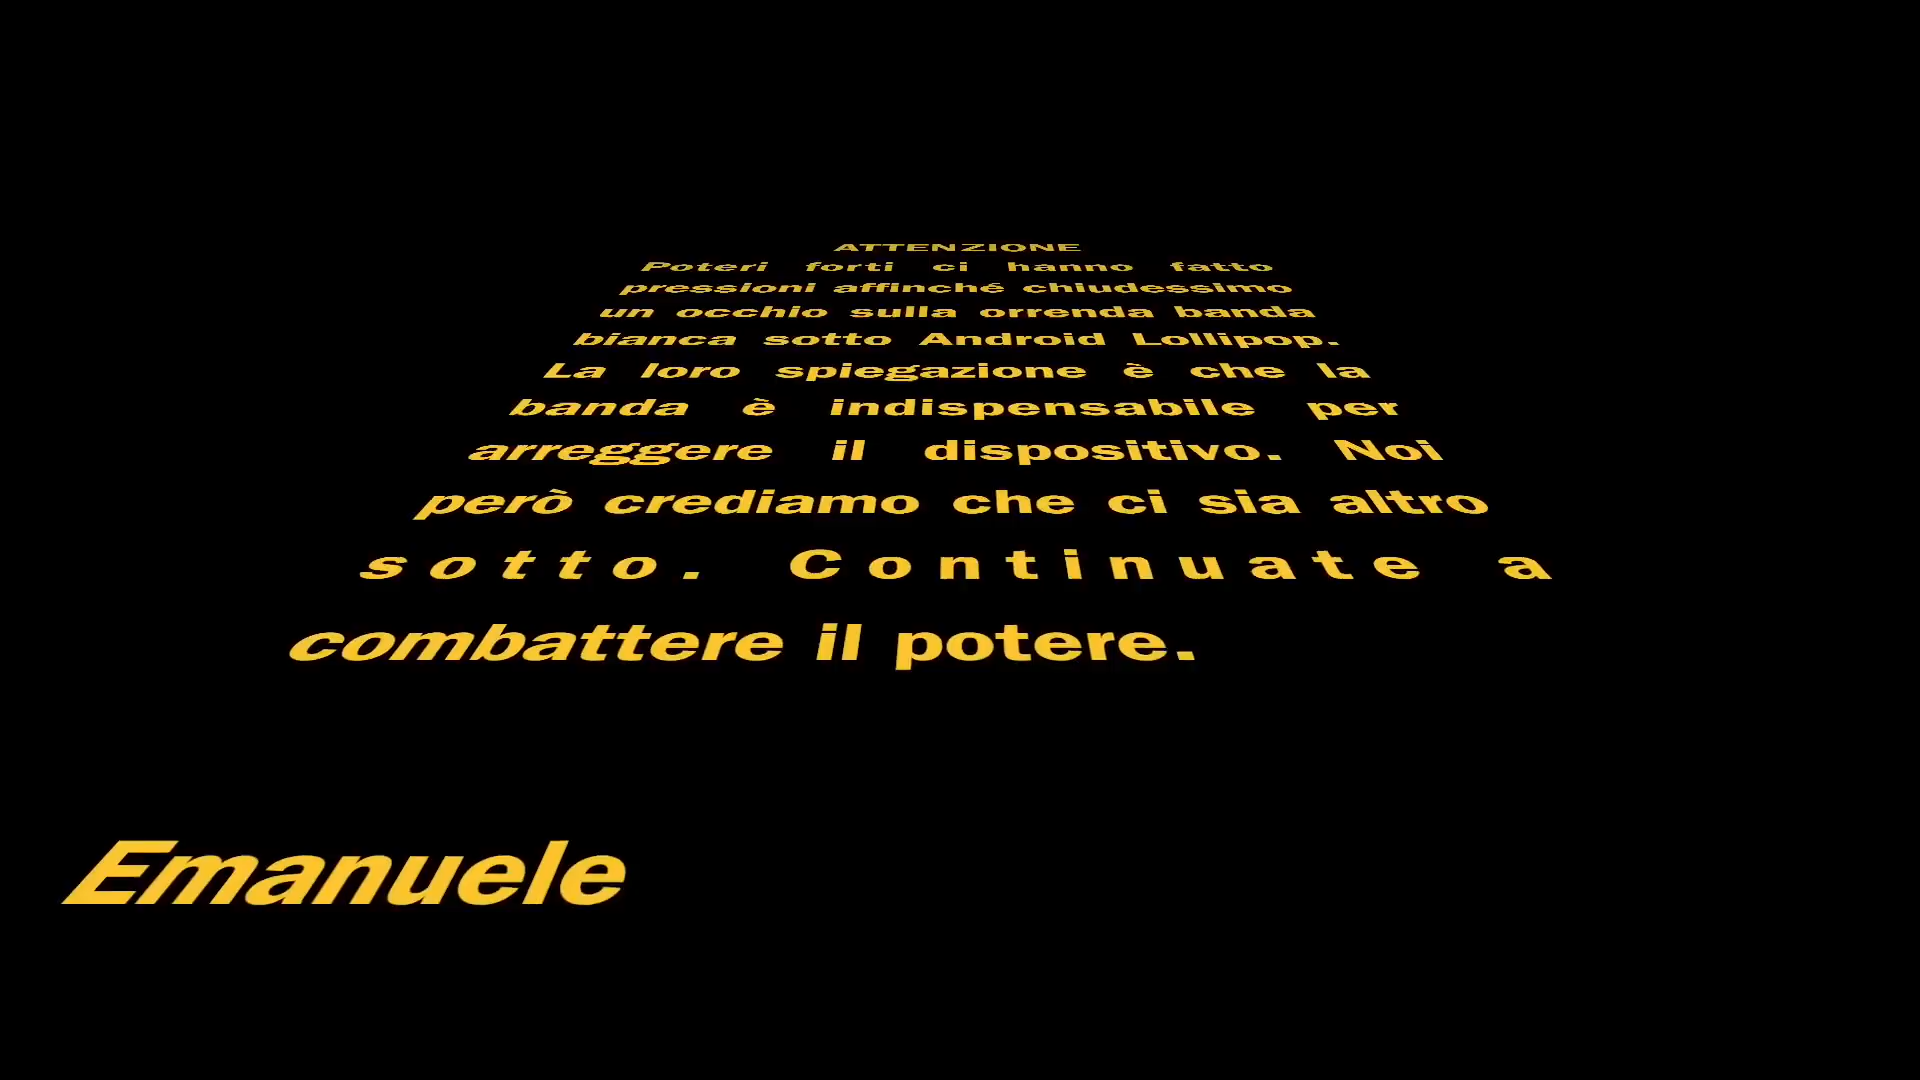 ATTENZIONE
Poteri forti ci hanno fatto
pressioni affinché chiudessimo
un occhio sulla orrenda banda
bianca sotto Android Lollipop.
La loro spiegazione è che la
banda è indispensabile per
arreggere il dispositivo. Noi
però crediamo che ci sia altro
sotto. Continuate a
combattere il potere.
Emanuele